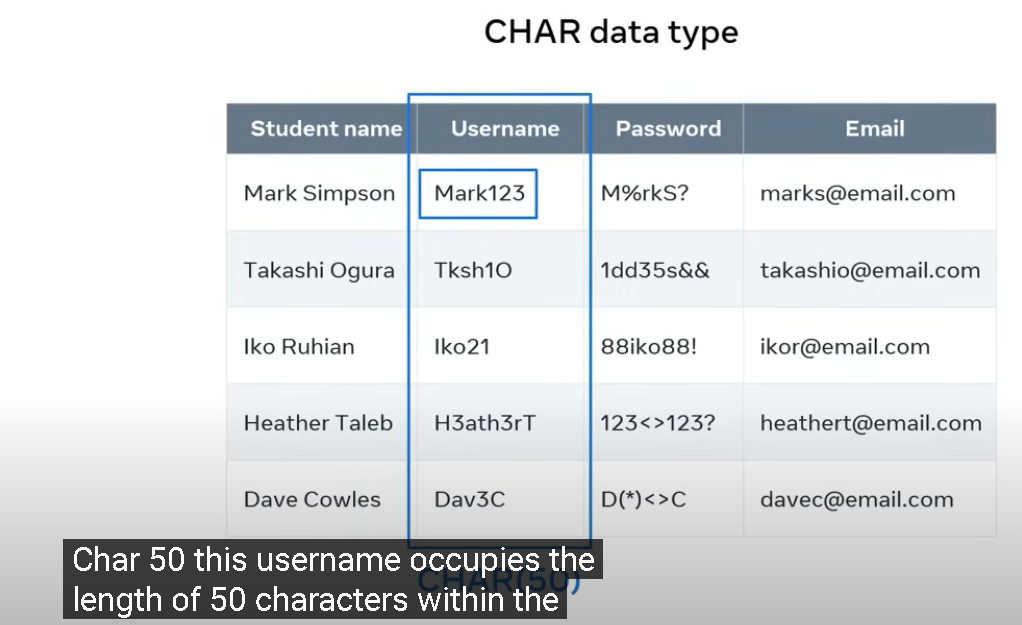 CHAR data type
Student name Username Password Email
Mark Simpson Mark123 M%rkS? marks@email.com
Takashi Ogura Tksh1O 1dd35s&& takashio@email.com
Iko Ruhian Iko21 88iko88! ikor@email.com
Heather Taleb H3ath3rT 123<>123? heathert@email.com
Dave Cowles Dav3C D(*)<>C davec@email.com
CHAR(50)
Char 50 this username occupies the
length of 50 characters within the